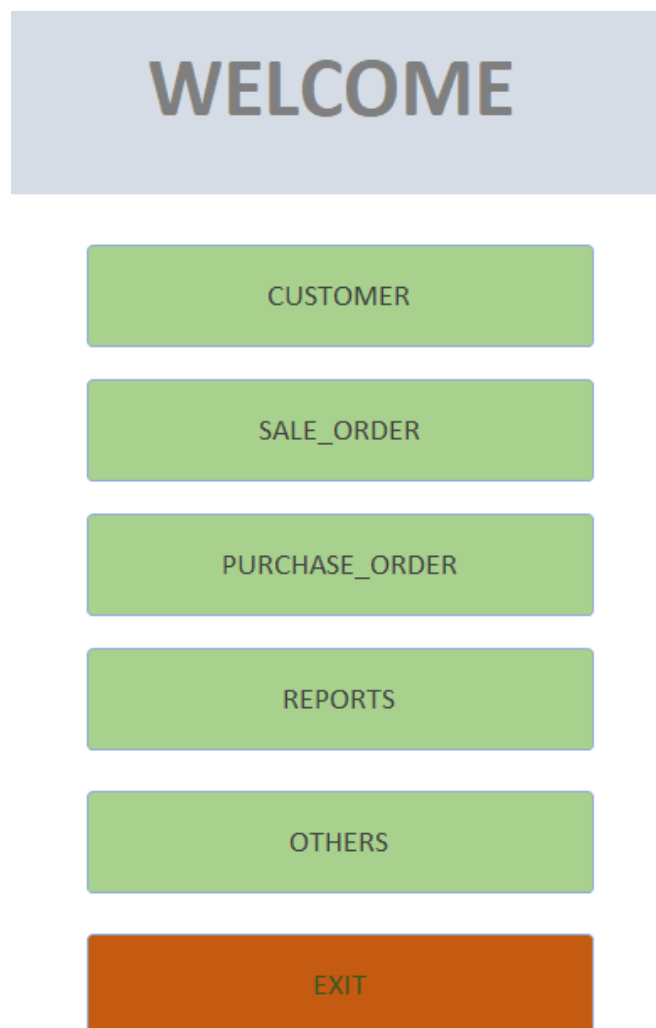 WELCOME
CUSTOMER
SALE_ORDER
PURCHASE_ORDER
REPORTS
OTHERS
EXIT